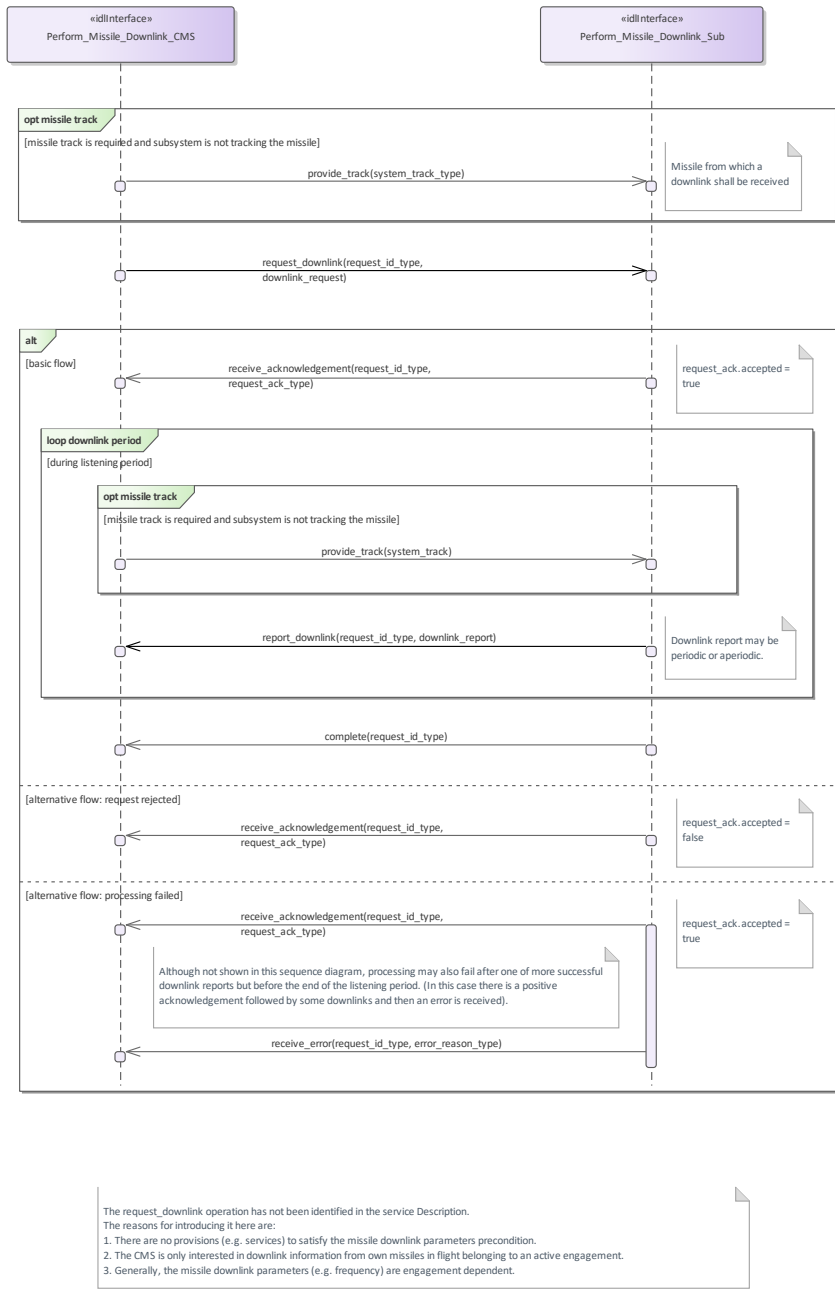 «idlInterface»
Perform_Missile_Downlink_CMS
«idlInterface»
Perform_Missile_Downlink_Sub
opt missile track
[missile track is required and subsystem is not tracking the missile]
provide_track(system_track_type)
Missile from which a
downlink shall be received
request_downlink(request_id_type,
downlink_request)
alt
[basic flow]
receive_acknowledgement(request_id_type,
request_ack_type)
request_ack.accepted =
true
loop downlink period
[during listening period]
opt missile track
[missile track is required and subsystem is not tracking the missile]
provide_track(system_track)
report_downlink(request_id_type, downlink_report)
Downlink report may be
periodic or aperiodic.
complete(request_id_type)
[alternative flow: request rejected]
receive_acknowledgement(request_id_type,
request_ack_type)
request_ack.accepted =
false
[alternative flow: processing failed]
receive_acknowledgement(request_id_type,
request_ack_type)
request_ack.accepted =
true
Although not shown in this sequence diagram, processing may also fail after one of more successful
downlink reports but before the end of the listening period. (In this case there is a positive
acknowledgement followed by some downlinks and then an error is received).
receive_error(request_id_type, error_reason_type)
The request_downlink operation has not been identified in the service Description.
The reasons for introducing it here are:
1. There are no provisions (e.g. services) to satisfy the missile downlink parameters precondition.
2. The CMS is only interested in downlink information from own missiles in flight belonging to an active engagement.
3. Generally, the missile downlink parameters (e.g. frequency) are engagement dependent.